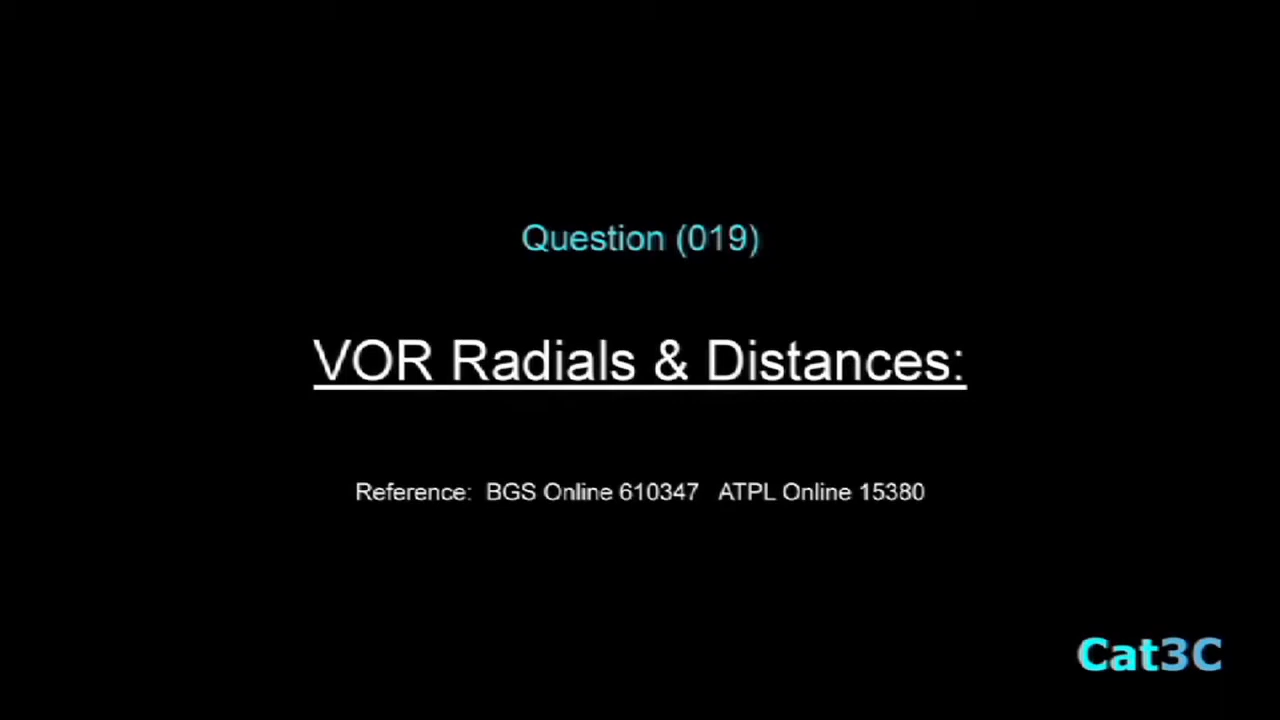 Question (019)
VOR Radials & Distances:
Reference: BGS Online 610347 ATPL Online 15380
Cat3C